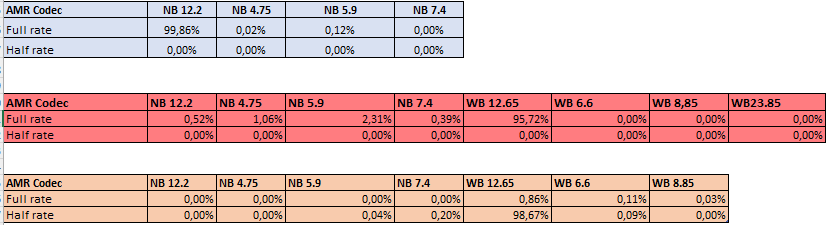 AMR Codec NB 12.2 NB 4.75 NB 5.9 NB 7.4
Full rate 99,86% 0,02% 0,12% 0,00%
Half rate 0,00% 0,00% 0,00% 0,00%
AMR Codec NB 12.2 NB 4.75 NB 5.9 NB 7.4 WB 12.65 WB 6.6 WB 8,85 WB23.85
Full rate 0,52% 1,06% 2,31% 0,39% 95,72% 0,00% 0,00% 0,00%
Half rate 0,00% 0,00% 0,00% 0,00% 0,00% 0,00% 0,00% 0,00%
AMR Codec NB 12.2 NB 4.75 NB 5.9 NB 7.4 WB 12.65 WB 6.6 WB 8.85
Full rate 0,00% 0,00% 0,00% 0,00% 0,86% 0,11% 0,03%
Half rate 0,00% 0,00% 0,04% 0,20% 98,67% 0,09% 0,00%